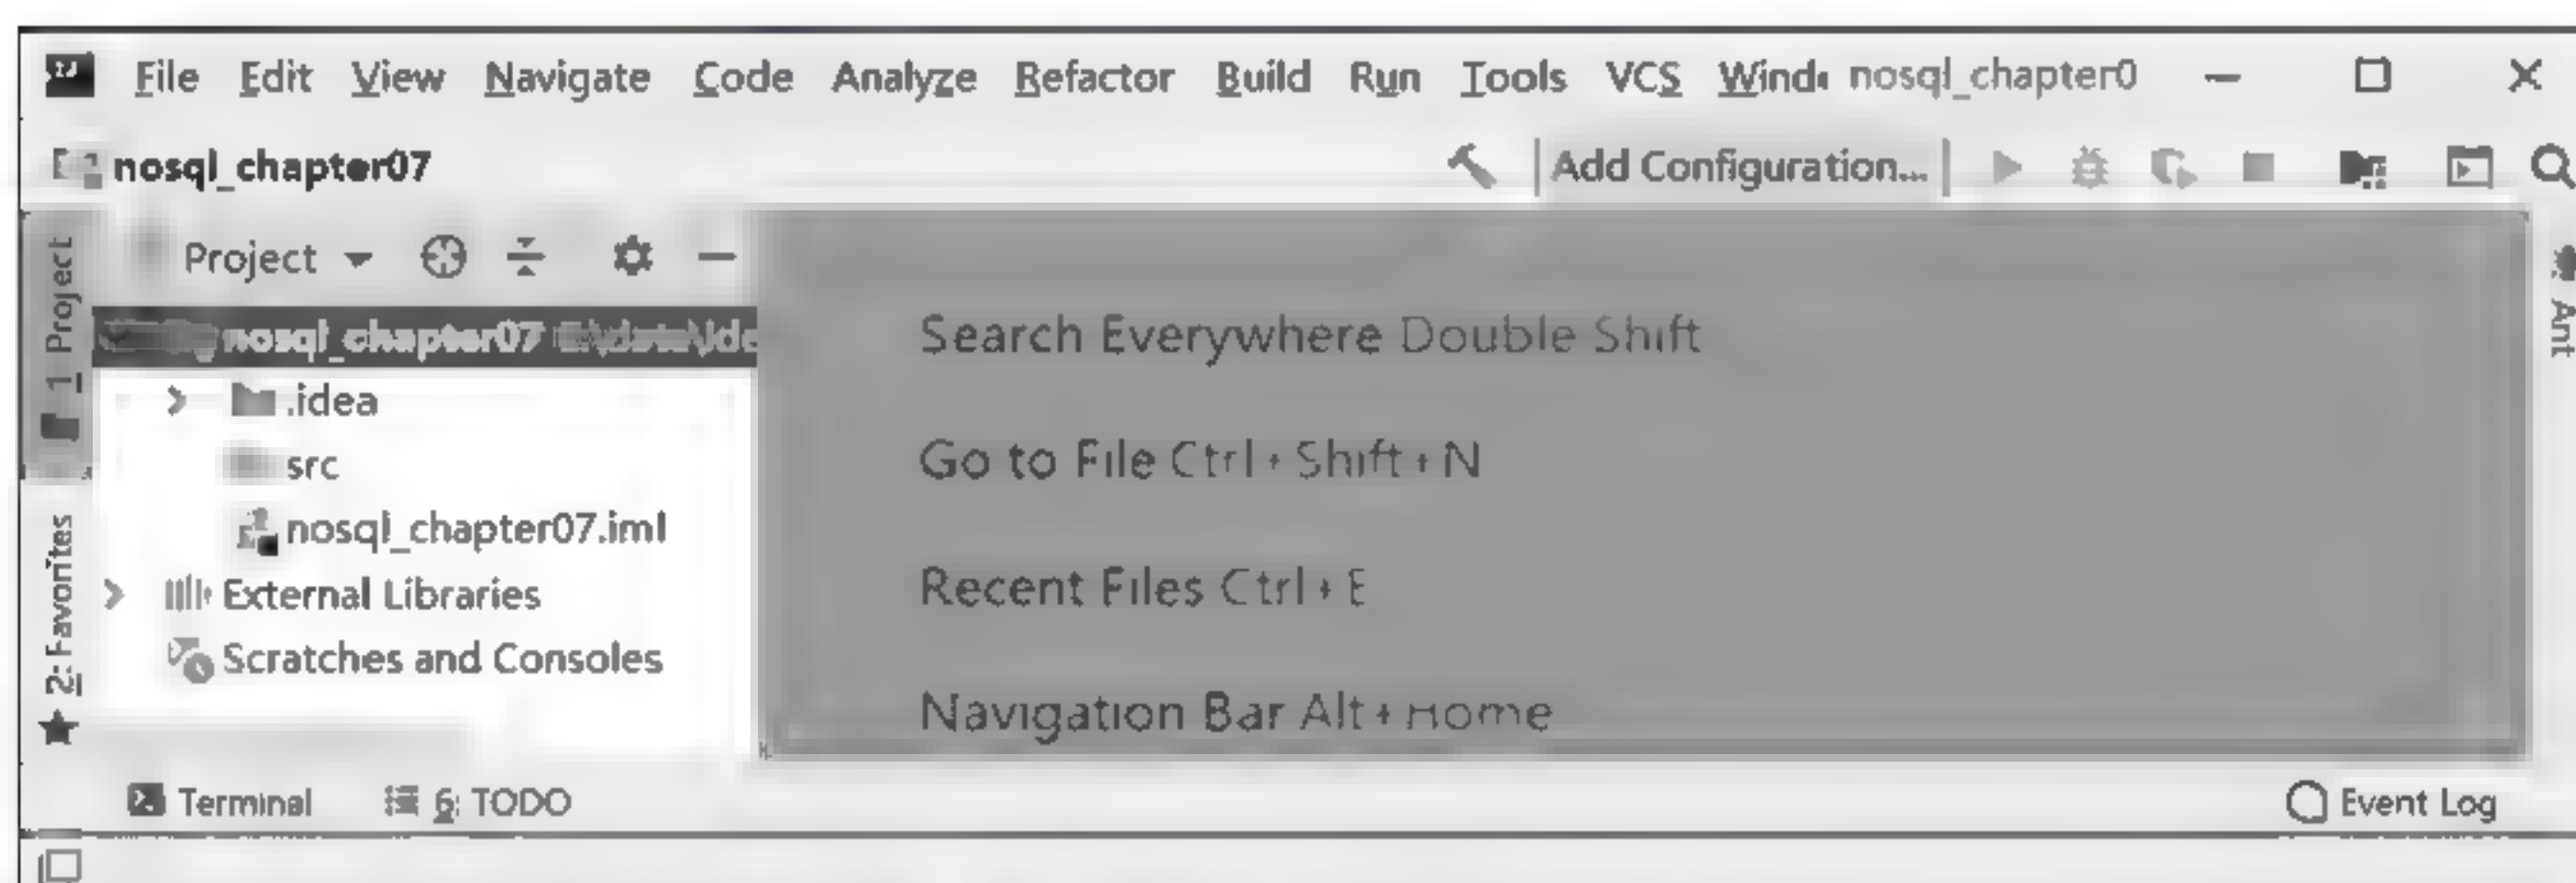 File Edit View Navigate Code Analyze Refactor Build Run Tools VCS nosql_chapter0
nosql_chapter07 Add Configuration...
1 Project
Project
nosql_chapter07
.idea
src
nosql_chapter07.iml
External Libraries
Scratches and Consoles
2: Favorites
Search Everywhere Double Shift
Go to File Ctrl+Shift+N
Recent Files Ctrl+E
Navigation Bar Alt+Home
Ant
Terminal 6: TODO Event Log